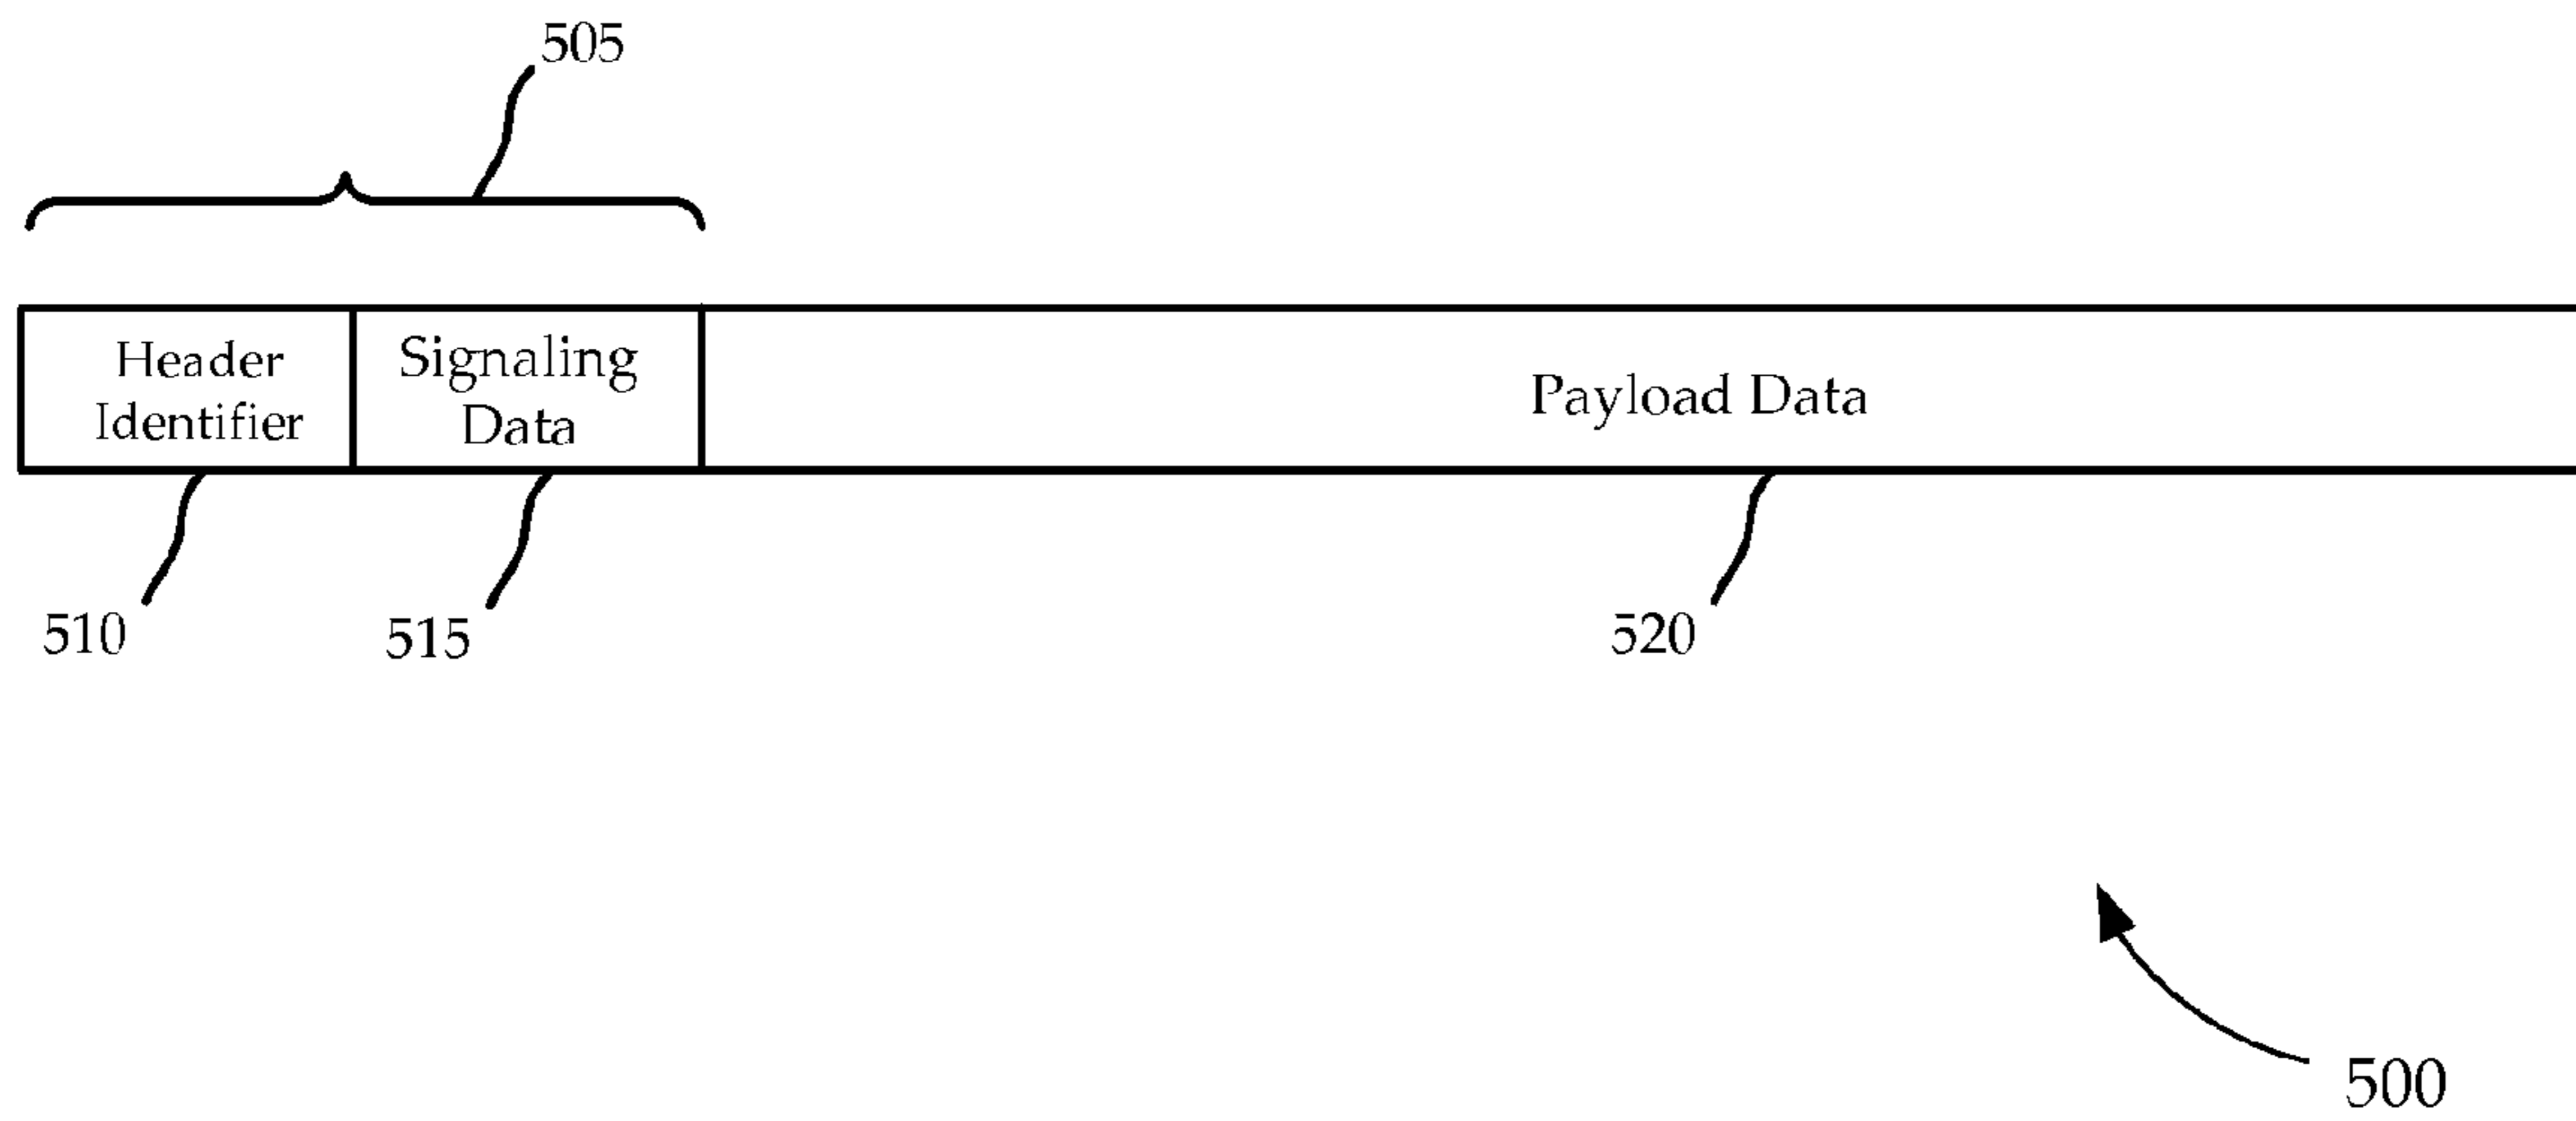 505
Header
Identifier
Signaling
Data
Payload Data
510
515
520
500